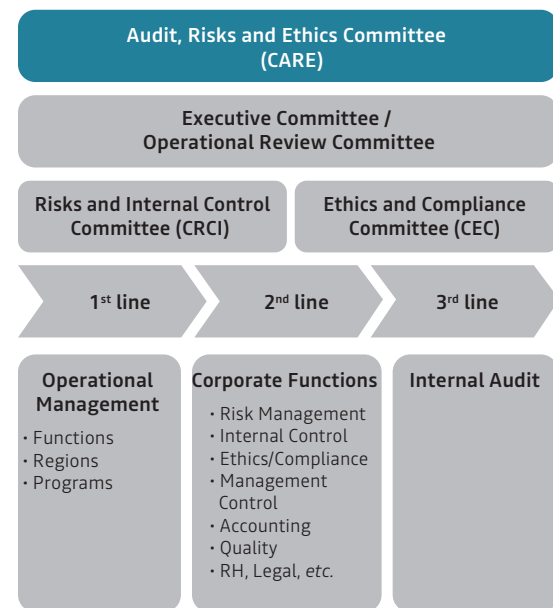 Audit, Risks and Ethics Committee
(CARE)
Executive Committee /
Operational Review Committee
Risks and Internal Control
Committee (CRCI)
Ethics and Compliance
Committee (CEC)
1st line
2nd line
3rd line
Operational
Management
· Functions
· Regions
· Programs
Corporate Functions
· Risk Management
· Internal Control
· Ethics/Compliance
· Management
Control
· Accounting
· Quality
· RH, Legal, etc.
Internal Audit